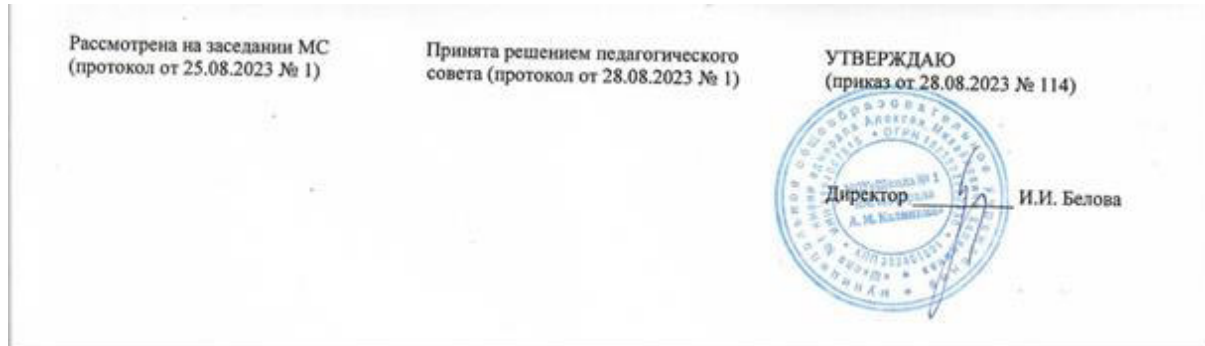 Рассмотрена на заседании МС
(протокол от 25.08.2023 № 1)
Принята решением педагогического
совета (протокол от 28.08.2023 № 1)
УТВЕРЖДАЮ
(приказ от 28.08.2023 № 114)
Директор И.И. Белова